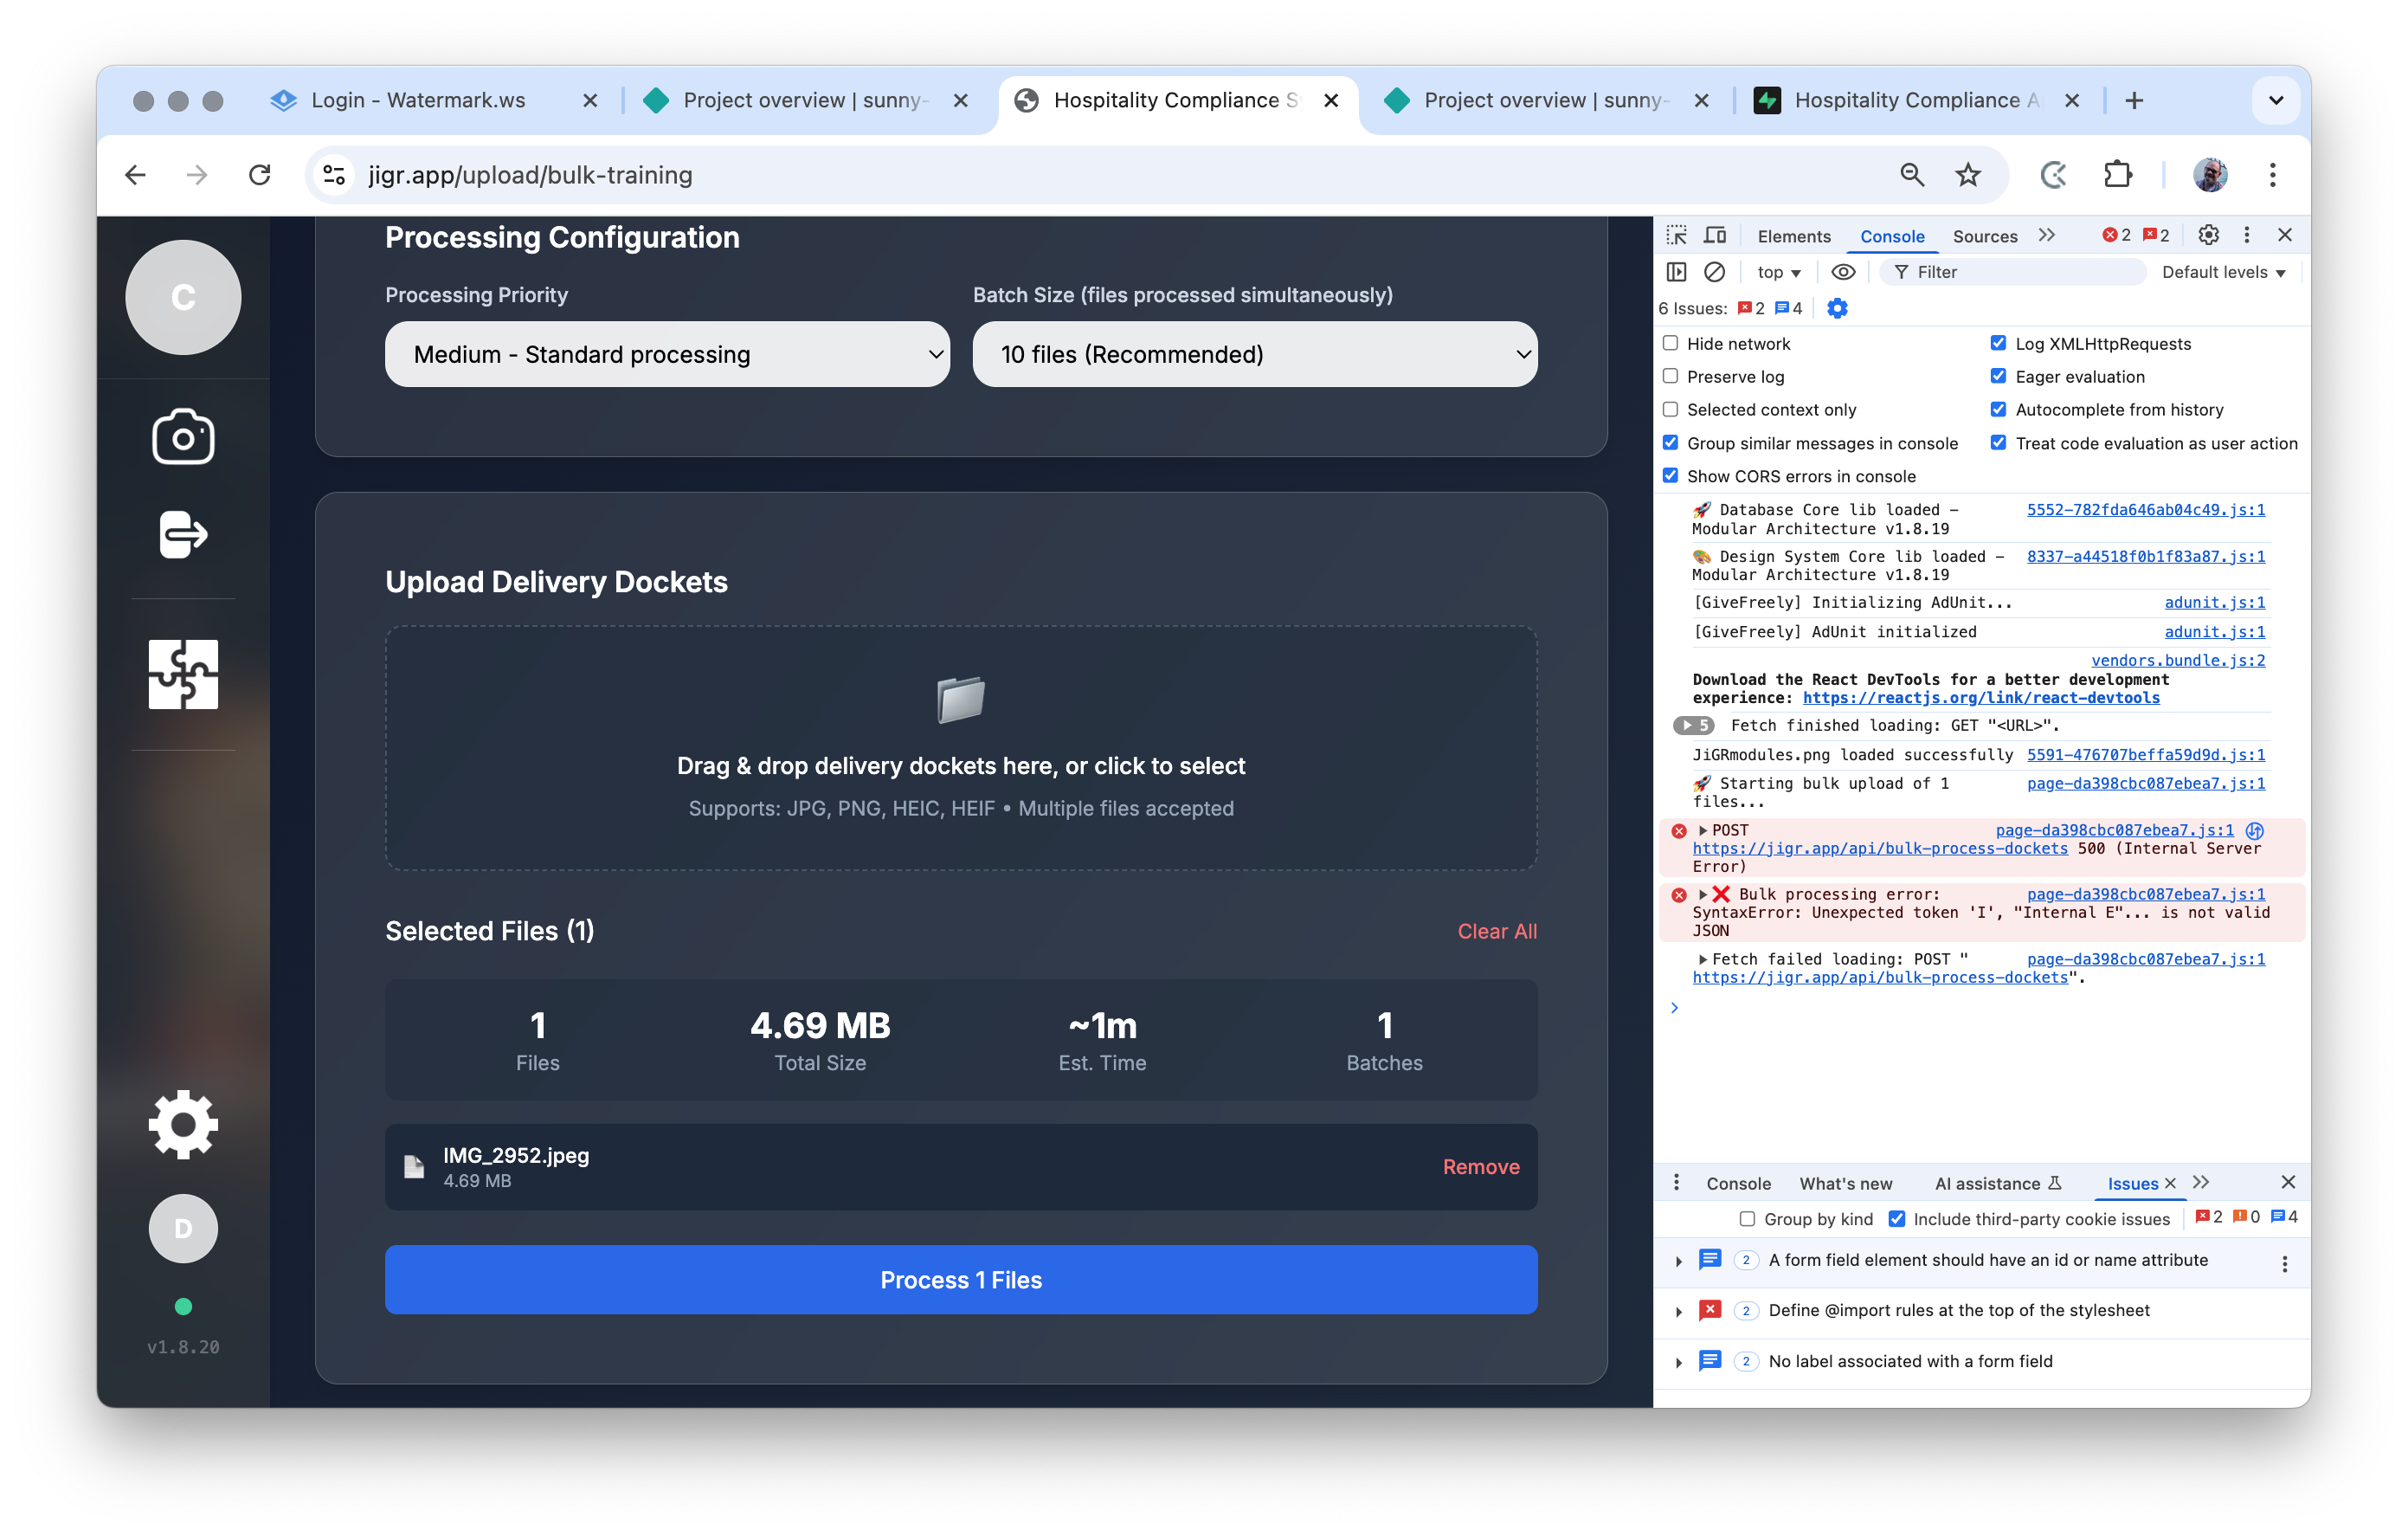 Login - Watermark.ws
Project overview | sunny-
Hospitality Compliance S
Project overview | sunny-
Hospitality Compliance A
jigr.app/upload/bulk-training
C
D
v1.8.20
Processing Configuration
Processing Priority
Batch Size (files processed simultaneously)
Medium - Standard processing
10 files (Recommended)
Upload Delivery Dockets
Drag & drop delivery dockets here, or click to select
Supports: JPG, PNG, HEIC, HEIF • Multiple files accepted
Selected Files (1)
Clear All
1
4.69 MB
~1m
1
Files
Total Size
Est. Time
Batches
IMG_2952.jpeg
4.69 MB
Remove
Process 1 Files
Elements
Console
Sources
2
2
top
Filter
Default levels
6 Issues:
2
4
Hide network
Log XMLHttpRequests
Preserve log
Eager evaluation
Selected context only
Autocomplete from history
Group similar messages in console
Treat code evaluation as user action
Show CORS errors in console
🚀 Database Core lib loaded – 5552-782fda646ab04c49.js:1
Modular Architecture v1.8.19
🎨 Design System Core lib loaded – 8337-a44518f0b1f83a87.js:1
Modular Architecture v1.8.19
[GiveFreely] Initializing AdUnit... adunit.js:1
[GiveFreely] AdUnit initialized adunit.js:1
vendors.bundle.js:2
Download the React DevTools for a better development
experience: https://reactjs.org/link/react-devtools
5 Fetch finished loading: GET "<URL>".
JiGRmodules.png loaded successfully 5591-476707beffa59d9d.js:1
🚀 Starting bulk upload of 1 page-da398cbc087ebea7.js:1
files...
POST page-da398cbc087ebea7.js:1
https://jigr.app/api/bulk-process-dockets 500 (Internal Server
Error)
❌ Bulk processing error: page-da398cbc087ebea7.js:1
SyntaxError: Unexpected token 'I', "Internal E"... is not valid
JSON
Fetch failed loading: POST " page-da398cbc087ebea7.js:1
https://jigr.app/api/bulk-process-dockets".
Console
What's new
AI assistance
Issues
Group by kind
Include third-party cookie issues
2
0
4
2 A form field element should have an id or name attribute
2 Define @import rules at the top of the stylesheet
2 No label associated with a form field